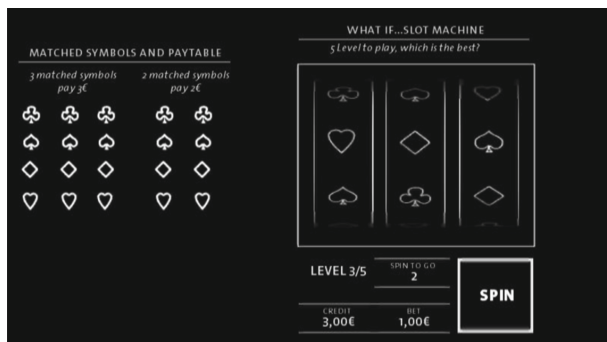 WHAT IF...SLOT MACHINE
5 Level to play, which is the best?
MATCHED SYMBOLS AND PAYTABLE
3 matched symbols
pay 3€
2 matched symbols
pay 2€
LEVEL 3/5
SPIN TO GO
2
SPIN
CREDIT
3,00€
BET
1,00€